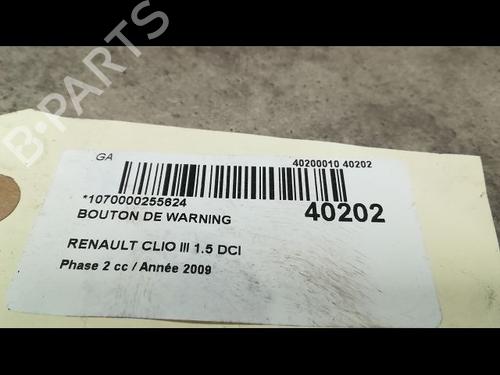 B-PARTS
GA
40200010 40202
*1070000255624
BOUTON DE WARNING
40202
RENAULT CLIO III 1.5 DCI
Phase 2 cc / Année 2009